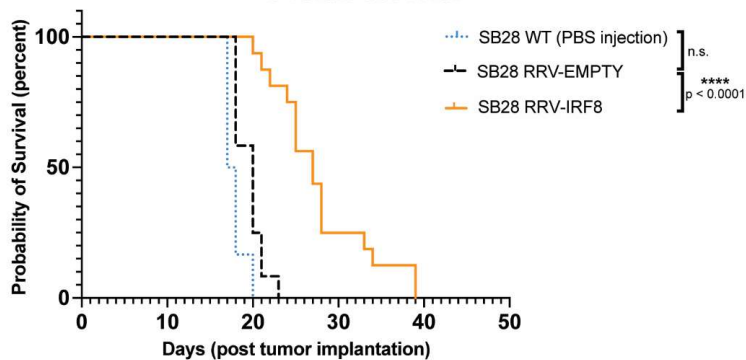 Probability of Survival (percent)
100
50
0
0 10 20 30 40 50
Days (post tumor implantation)
SB28 WT (PBS injection)
SB28 RRV-EMPTY
SB28 RRV-IRF8
n.s.
****
p < 0.0001